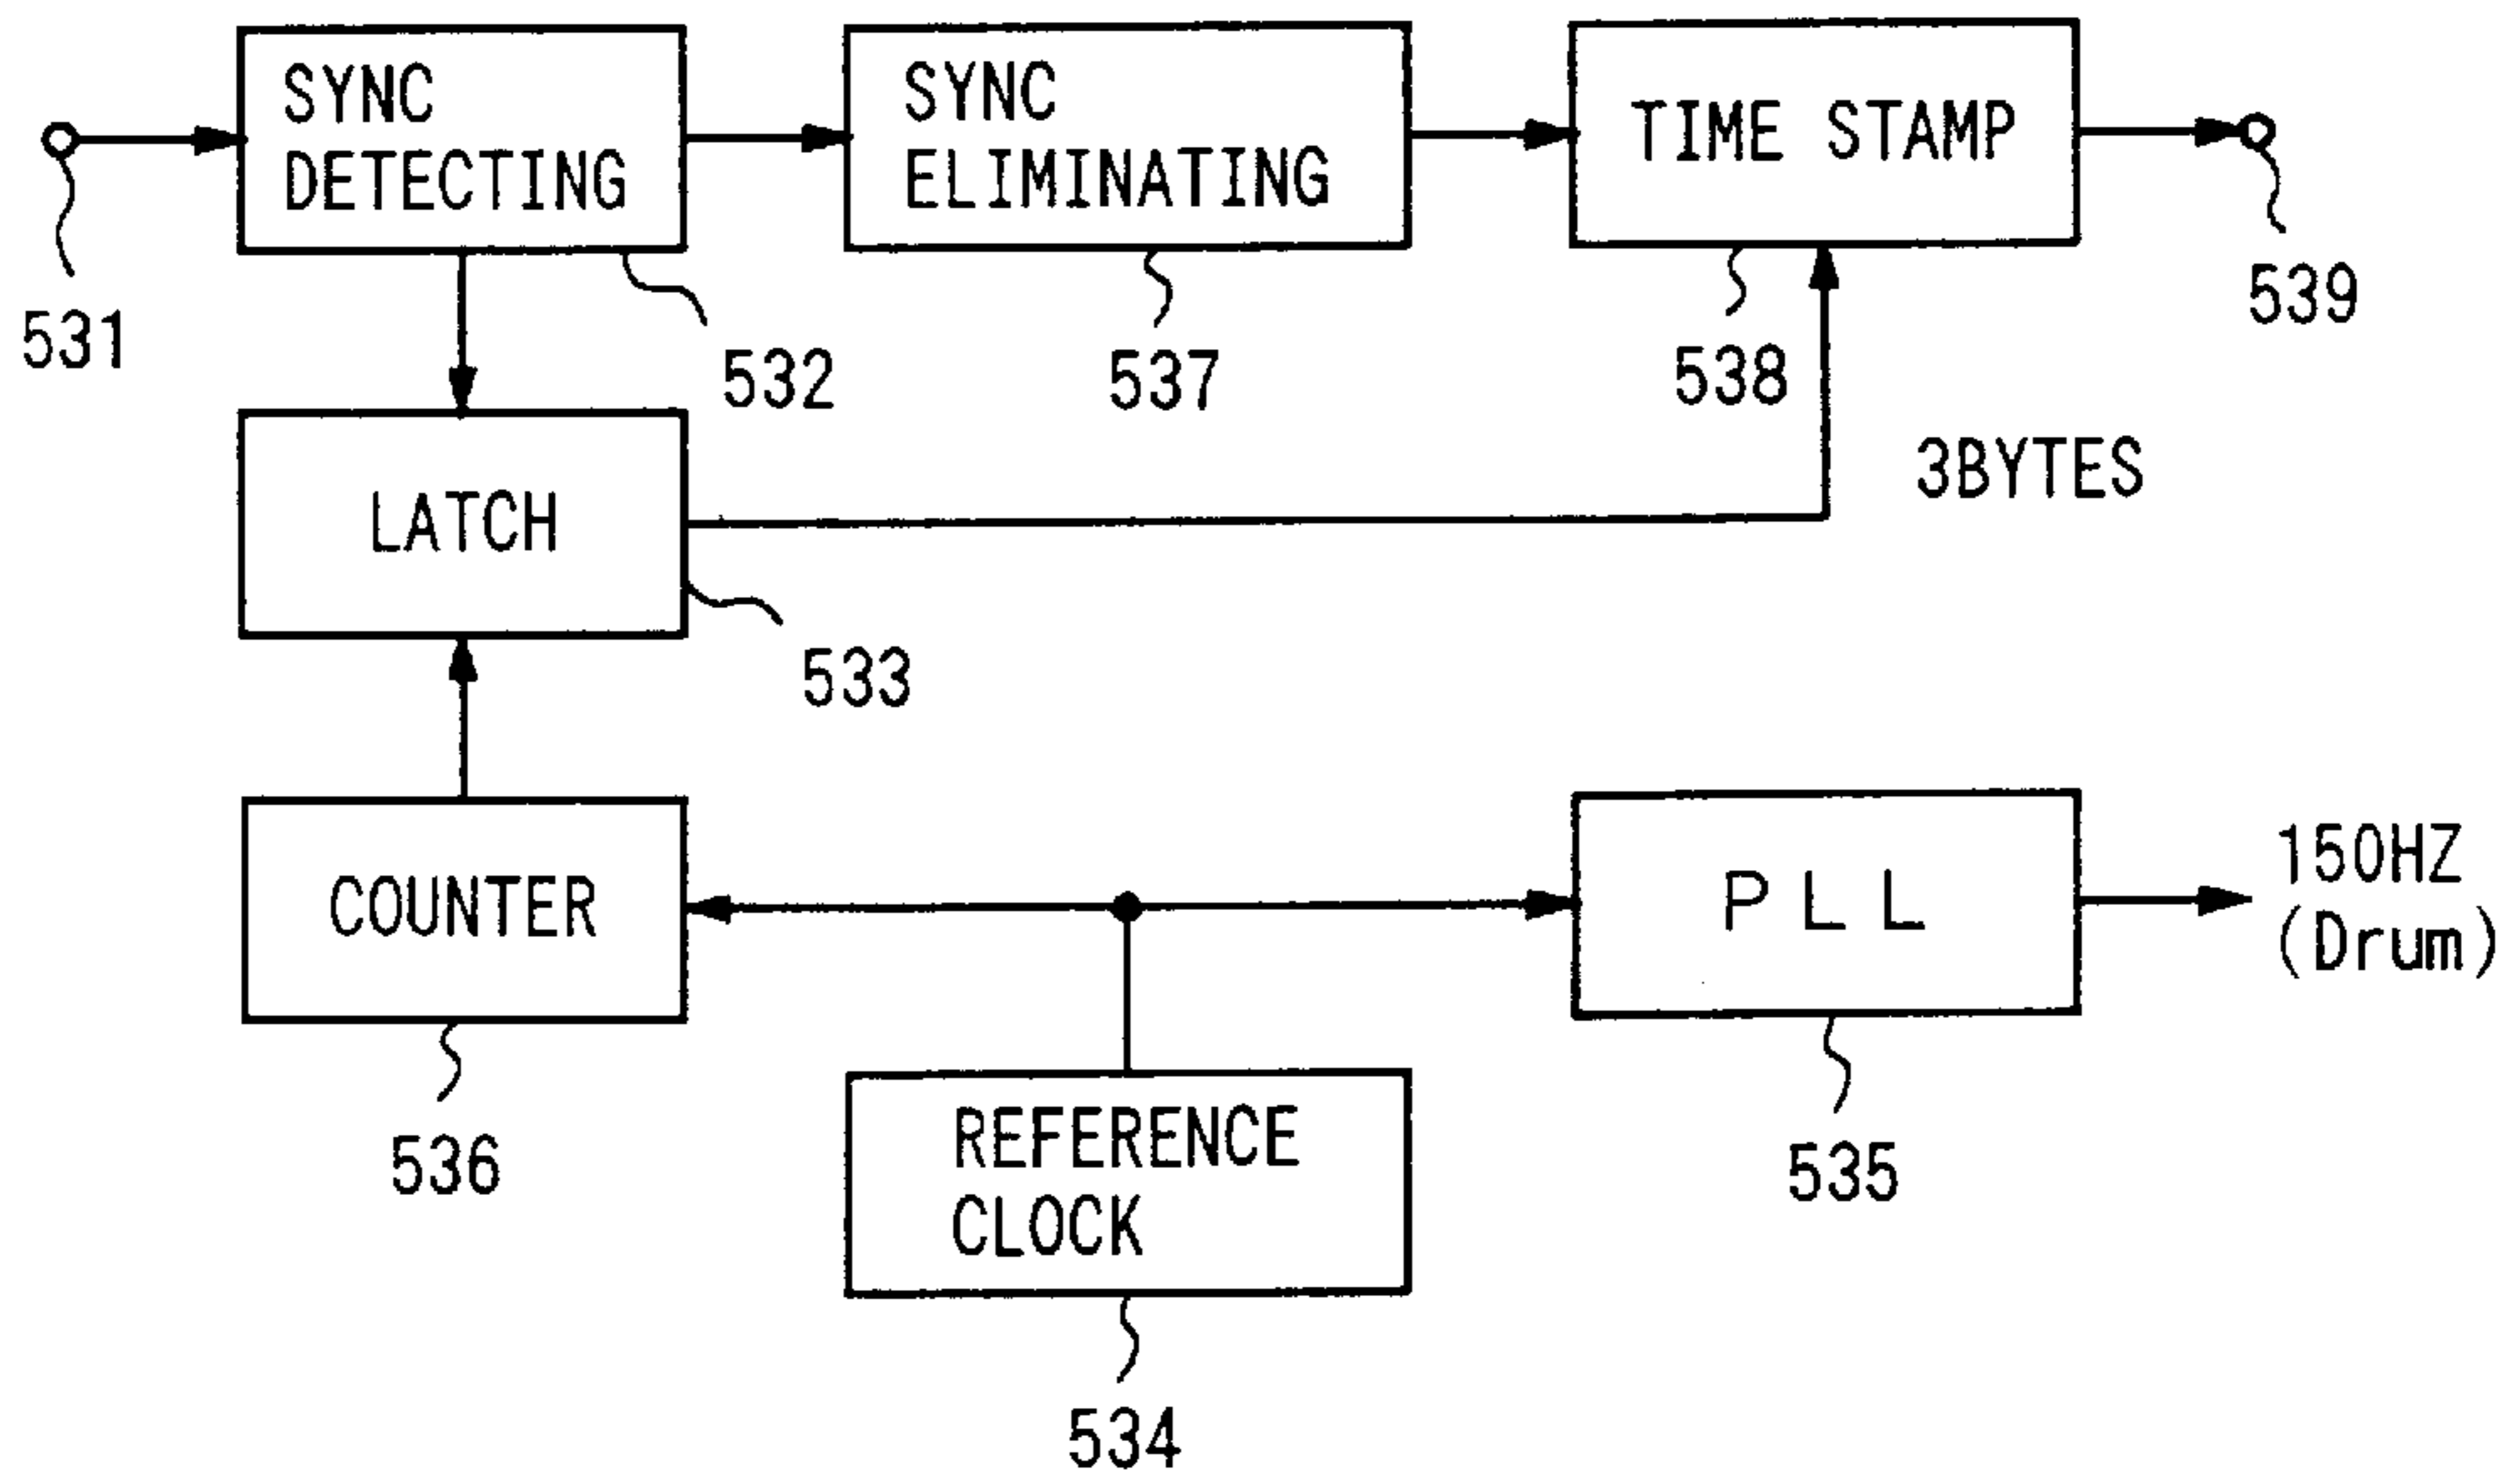 SYNC
DETECTING
SYNC
ELIMINATING
TIME STAMP
531
532
537
538
539
LATCH
3BYTES
533
COUNTER
PLL
150HZ
(Drum)
536
REFERENCE
CLOCK
535
534